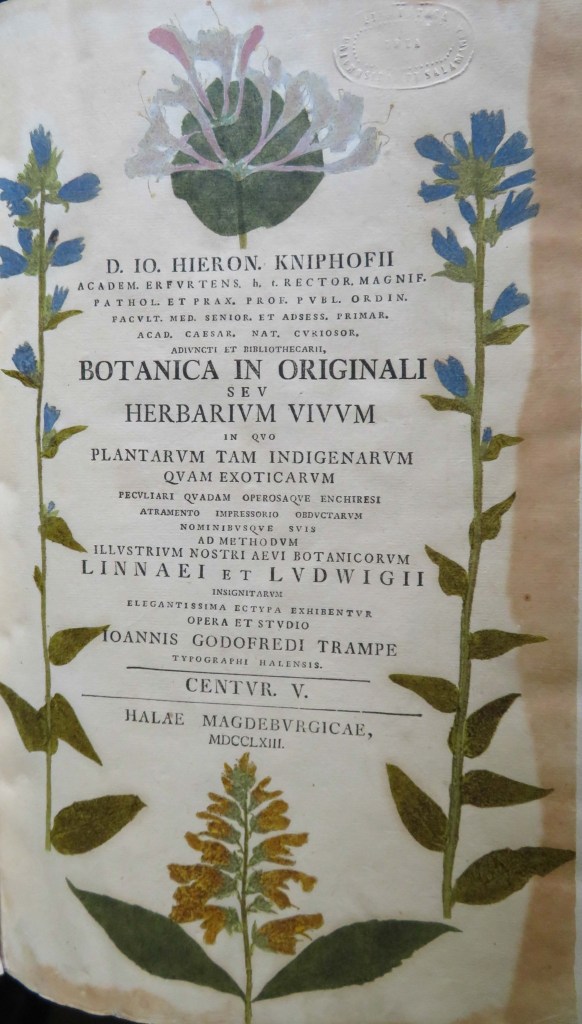 D. IO. HIERON. KNIPHOFII
ACADEM. ERFVRTENS. h. t. RECTOR. MAGNIF.
PATHOL. ET PRAX. PROF. PVBL. ORDIN.
FACVLT. MED. SENIOR. ET ADSESS. PRIMAR.
ACAD. CAESAR. NAT. CVRIOSOR.
ADIVNCTI ET BIBLIOTHECARII,
BOTANICA IN ORIGINALI
SEV
HERBARIVM VIVVM
IN QVO
PLANTARVM TAM INDIGENARVM
QVAM EXOTICARVM
PECVLIARI QVADAM OPEROSAQVE ENCHIRESI
ATRAMENTO IMPRESSORIO OBDVCTARVM
NOMINIBVSQVE SVIS
AD METHODVM
ILLVSTRIVM NOSTRI AEVI BOTANICORVM
LINNAEI ET LVDWIGII
INSIGNITARVM
ELEGANTISSIMA ECTYPA EXHIBENTVR
OPERA ET STVDIO
IOANNIS GODOFREDI TRAMPE
TYPOGRAPHI HALENSIS.
CENTVR. V.
HALAE MAGDEBVRGICAE,
MDCCLXIII.